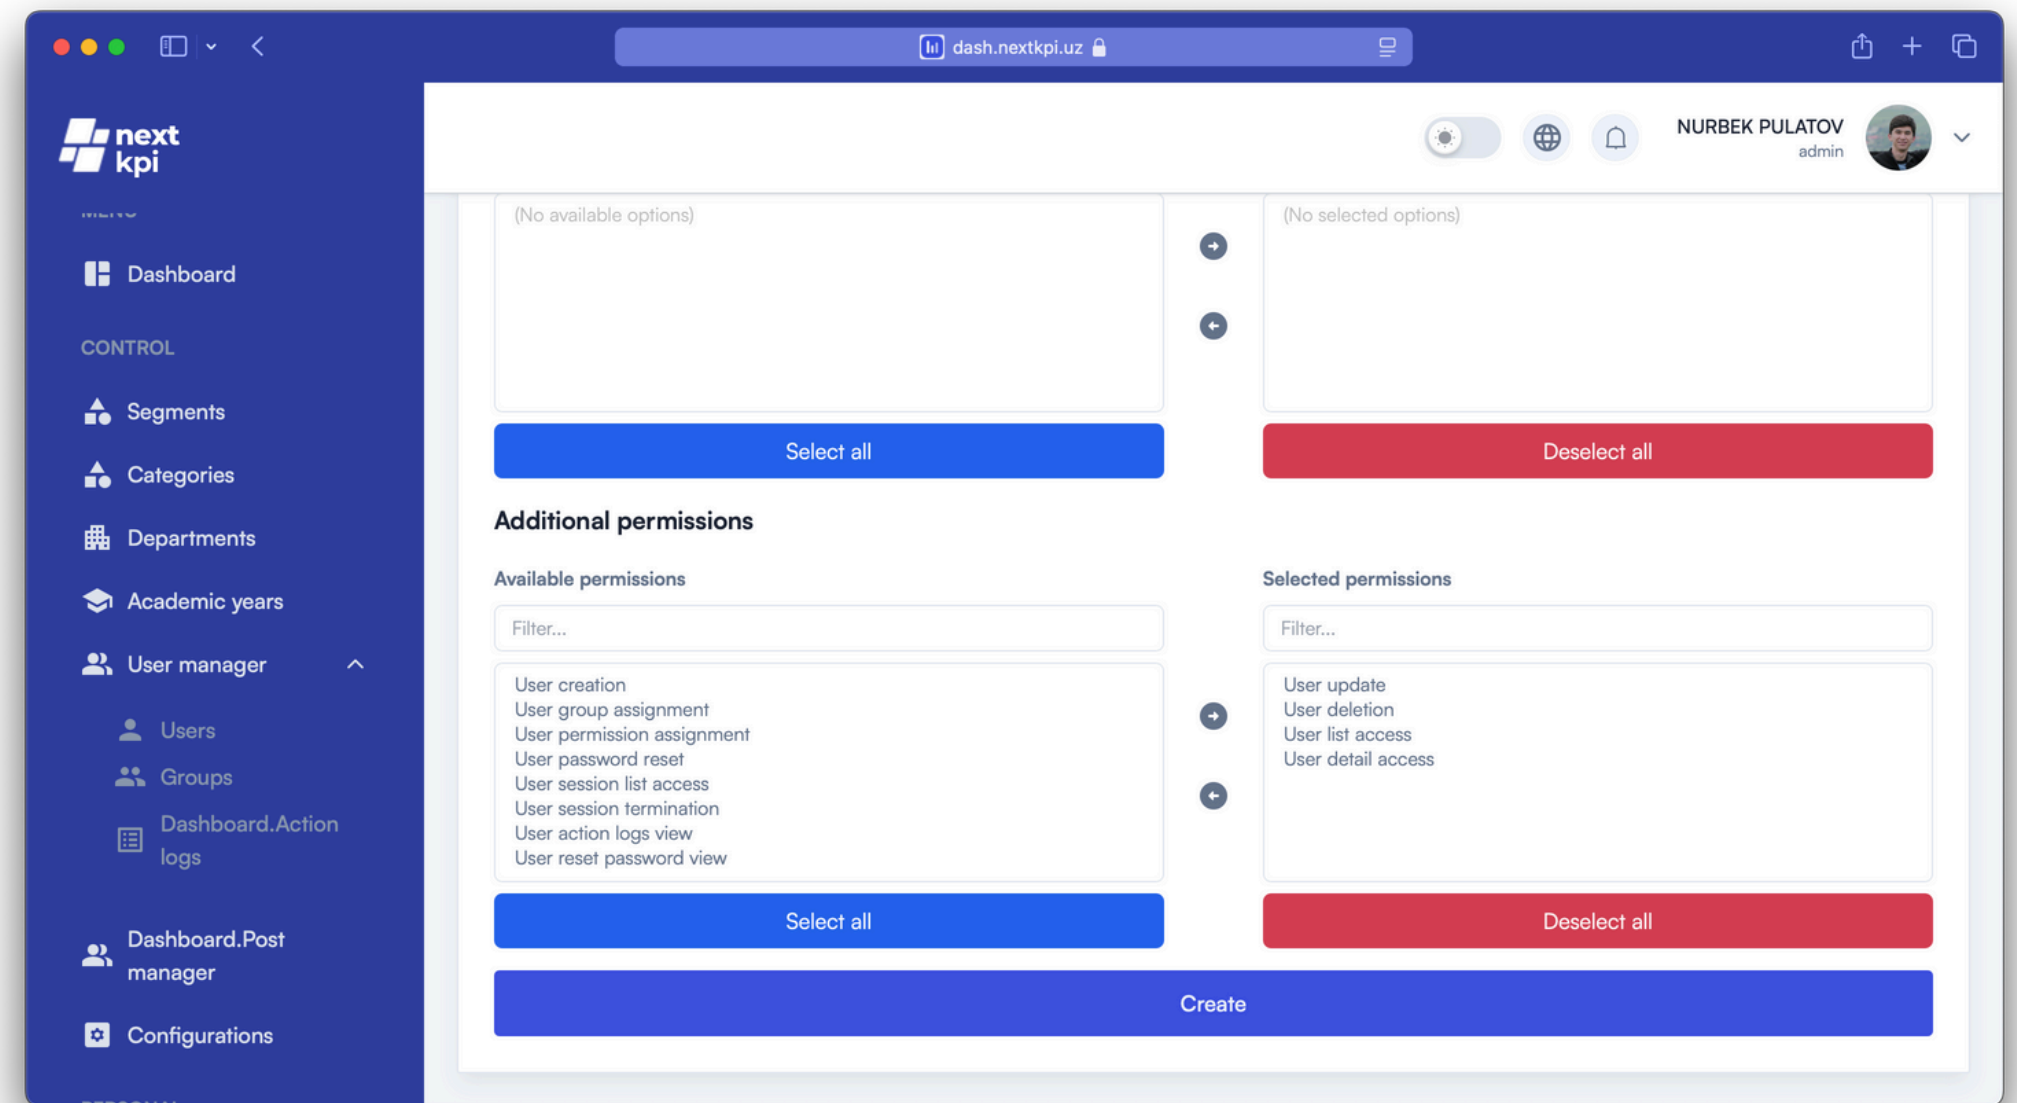 dash.nextkpi.uz
next
kpi
NURBEK PULATOV
admin
MENU
Dashboard
CONTROL
Segments
Categories
Departments
Academic years
User manager
Users
Groups
Dashboard.Action
logs
Dashboard.Post
manager
Configurations
PERSONAL
(No available options)
(No selected options)
Select all
Deselect all
Additional permissions
Available permissions
Selected permissions
Filter...
Filter...
User creation
User group assignment
User permission assignment
User password reset
User session list access
User session termination
User action logs view
User reset password view
User update
User deletion
User list access
User detail access
Select all
Deselect all
Create